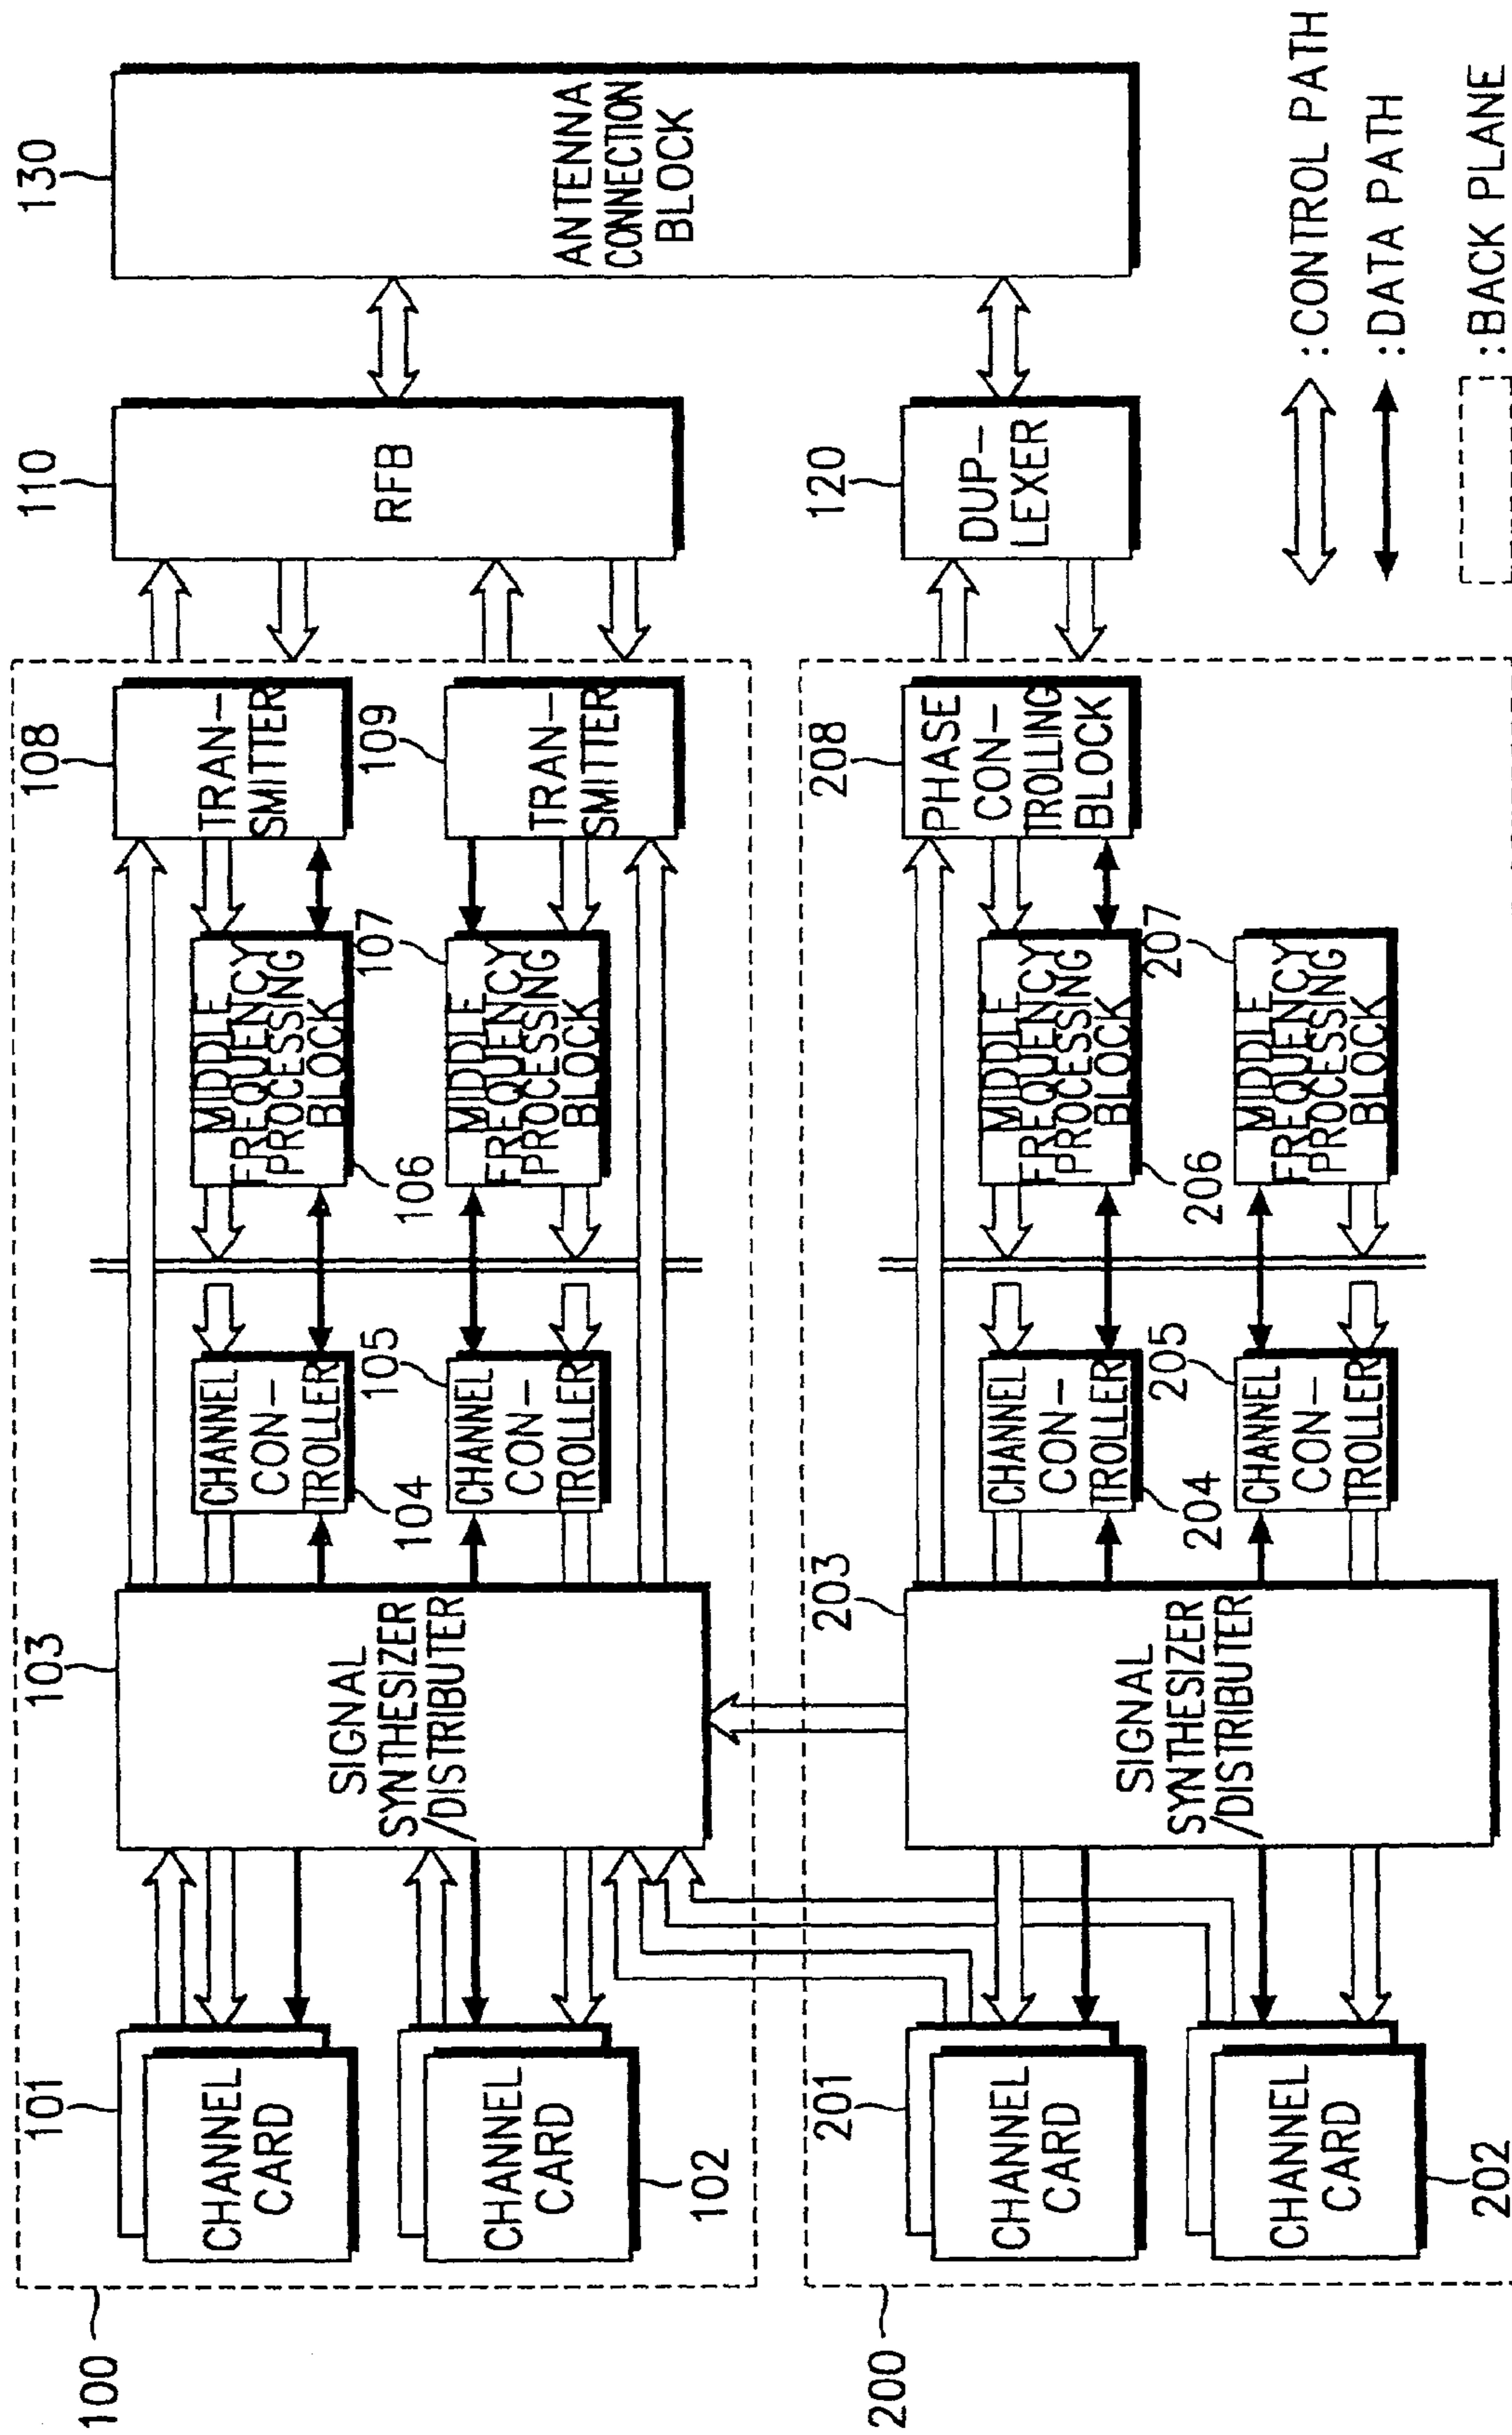 100
101
CHANNEL
CARD
CHANNEL
CARD
102
103
SIGNAL
SYNTHESIZER
/DISTRIBUTER
CHANNEL
CON-
TROLLER
104
105
CHANNEL
CON-
TROLLER
MIDDLE
FREQUENCY
PROCESSING
BLOCK
106
107
MIDDLE
FREQUENCY
PROCESSING
BLOCK
108
TRAN-
SMITTER
109
TRAN-
SMITTER
110
RFB
130
ANTENNA
CONNECTION
BLOCK
200
201
CHANNEL
CARD
CHANNEL
CARD
202
203
SIGNAL
SYNTHESIZER
/DISTRIBUTER
CHANNEL
CON-
TROLLER
204
205
CHANNEL
CON-
TROLLER
MIDDLE
FREQUENCY
PROCESSING
BLOCK
206
207
MIDDLE
FREQUENCY
PROCESSING
BLOCK
208
PHASE
CON-
TROLLING
BLOCK
120
DUP-
LEXER
:CONTROL PATH
:DATA PATH
:BACK PLANE